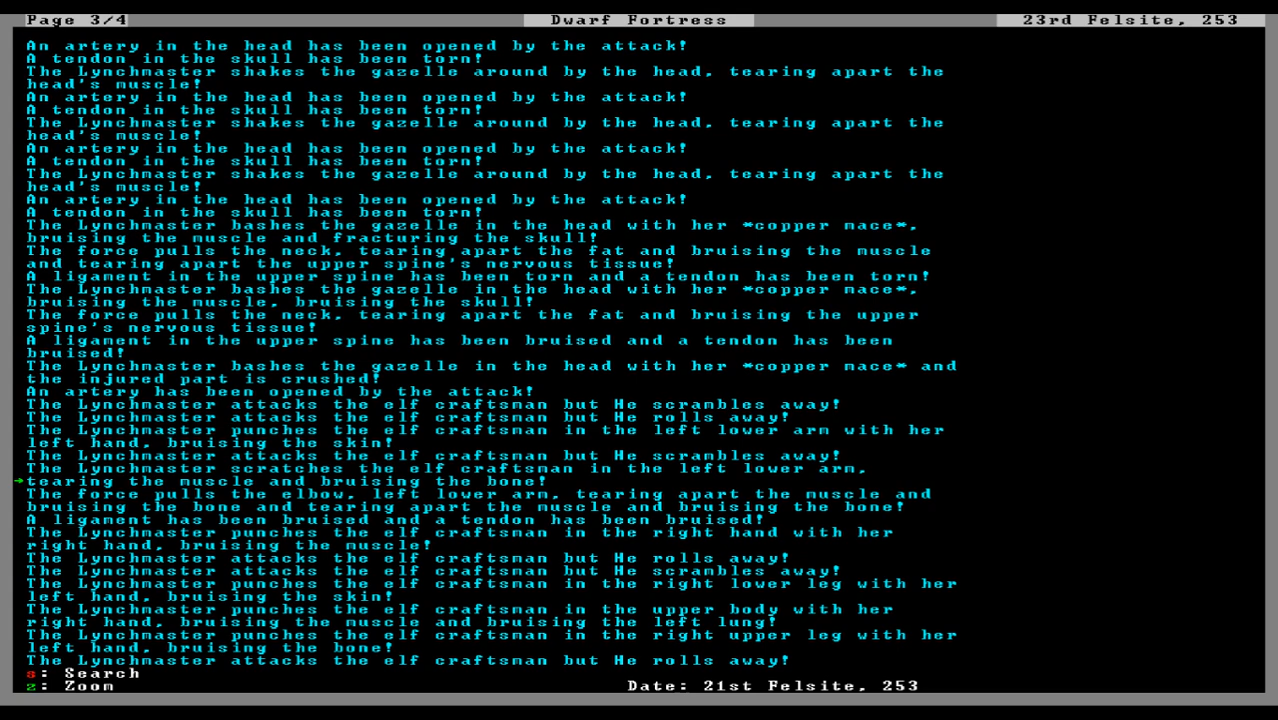 Page 3/4 Dwarf Fortress 23rd Felsite, 253
An artery in the head has been opened by the attack!
A tendon in the skull has been torn!
The Lynchmaster shakes the gazelle around by the head, tearing apart the
head's muscle!
An artery in the head has been opened by the attack!
A tendon in the skull has been torn!
The Lynchmaster shakes the gazelle around by the head, tearing apart the
head's muscle!
An artery in the head has been opened by the attack!
A tendon in the skull has been torn!
The Lynchmaster shakes the gazelle around by the head, tearing apart the
head's muscle!
An artery in the head has been opened by the attack!
A tendon in the skull has been torn!
The Lynchmaster bashes the gazelle in the head with her *copper mace*,
bruising the muscle and fracturing the skull!
The force pulls the neck, tearing apart the fat and bruising the muscle
and tearing apart the upper spine's nervous tissue!
A ligament in the upper spine has been torn and a tendon has been torn!
The Lynchmaster bashes the gazelle in the head with her *copper mace*,
bruising the muscle, bruising the skull!
The force pulls the neck, tearing apart the fat and bruising the upper
spine's nervous tissue!
A ligament in the upper spine has been bruised and a tendon has been
bruised!
The Lynchmaster bashes the gazelle in the head with her *copper mace* and
the injured part is crushed!
An artery has been opened by the attack!
The Lynchmaster attacks the elf craftsman but He scrambles away!
The Lynchmaster attacks the elf craftsman but He rolls away!
The Lynchmaster punches the elf craftsman in the left lower arm with her
left hand, bruising the skin!
The Lynchmaster attacks the elf craftsman but He scrambles away!
The Lynchmaster scratches the elf craftsman in the left lower arm,
tearing the muscle and bruising the bone!
The force pulls the elbow, left lower arm, tearing apart the muscle and
bruising the bone and tearing apart the muscle and bruising the bone!
A ligament has been bruised and a tendon has been bruised!
The Lynchmaster punches the elf craftsman in the right hand with her
right hand, bruising the muscle!
The Lynchmaster attacks the elf craftsman but He rolls away!
The Lynchmaster attacks the elf craftsman but He scrambles away!
The Lynchmaster punches the elf craftsman in the right lower leg with her
left hand, bruising the skin!
The Lynchmaster punches the elf craftsman in the upper body with her
right hand, bruising the muscle and bruising the left lung!
The Lynchmaster punches the elf craftsman in the right upper leg with her
left hand, bruising the bone!
The Lynchmaster attacks the elf craftsman but He rolls away!
s: Search
z: Zoom Date: 21st Felsite, 253